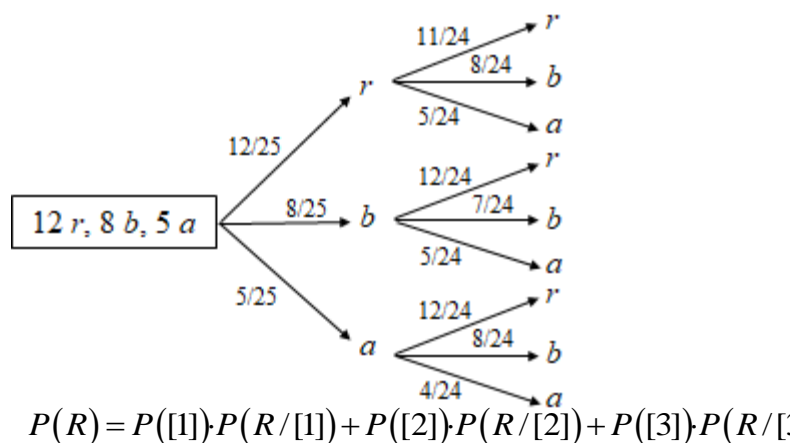 r
11/24
8/24
b
r
5/24
a
12/25
r
12/24
12 r, 8 b, 5 a
8/25
b
7/24
b
5/24
a
5/25
r
12/24
8/24
a
b
4/24
a
P(R) = P([1])·P(R/[1]) + P([2])·P(R/[2]) + P([3])·P(R/[3